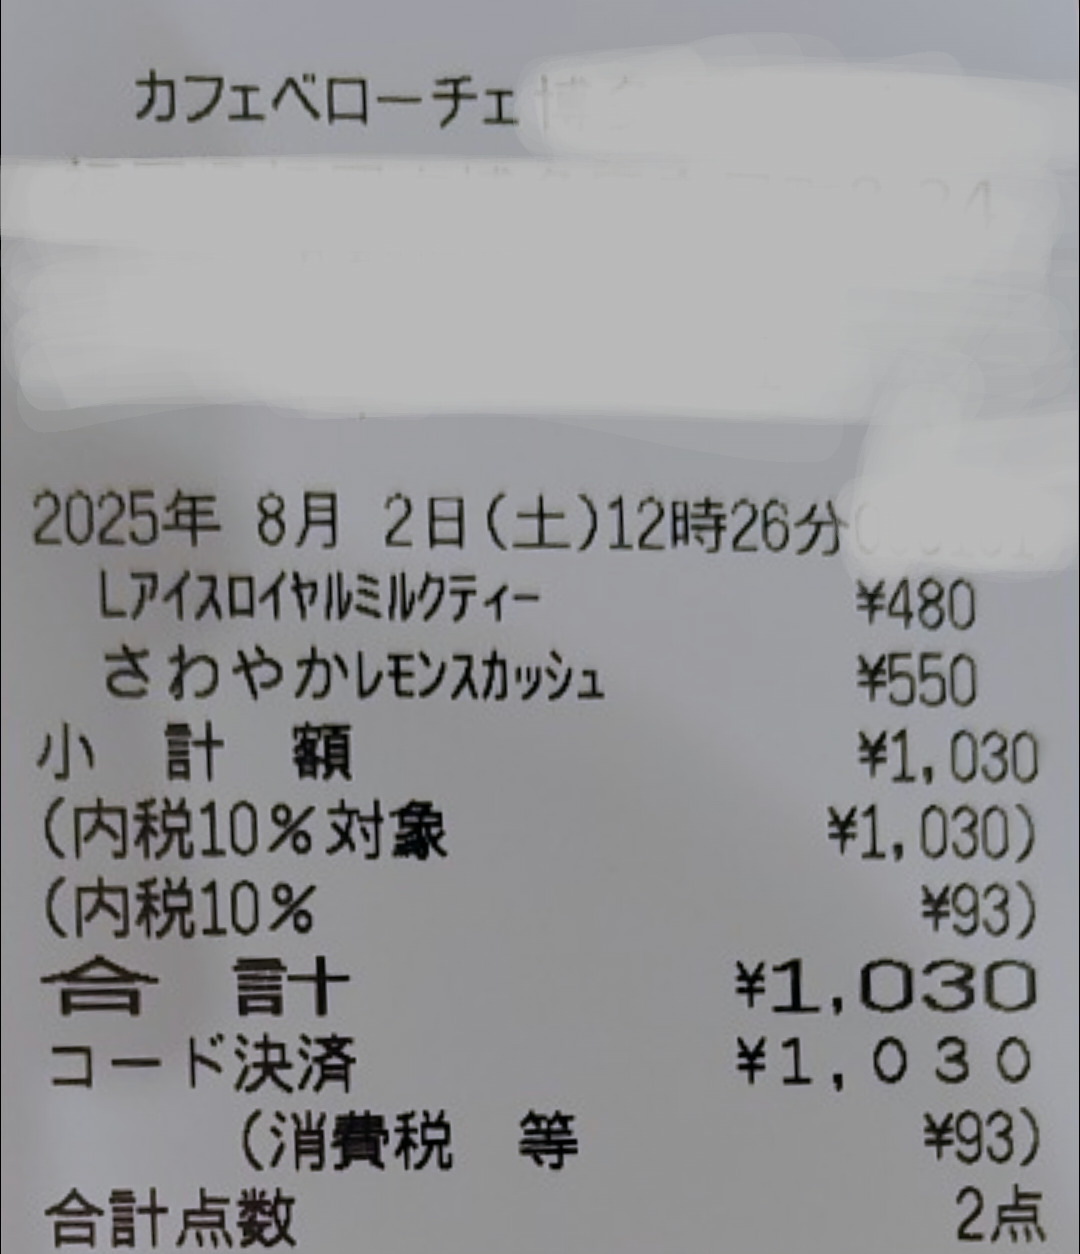 カフェベローチェ
2025年 8月 2日(土)12時26分
Lアイスロイヤルミルクティー ¥480
さわやかレモンスカッシュ ¥550
小 計 額 ¥1,030
(内税10%対象 ¥1,030)
(内税10% ¥93)
合 計 ¥1,030
コード決済 ¥1,030
(消費税 等 ¥93)
合計点数 2点